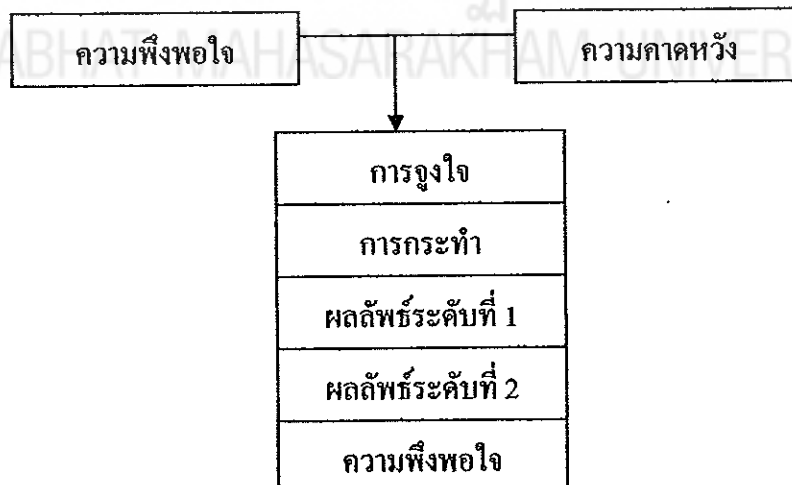 RABHAT MAHASARAKHAM UNIVER
ความพึงพอใจ
ความคาดหวัง
การจูงใจ
การกระทำ
ผลลัพธ์ระดับที่ 1
ผลลัพธ์ระดับที่ 2
ความพึงพอใจ